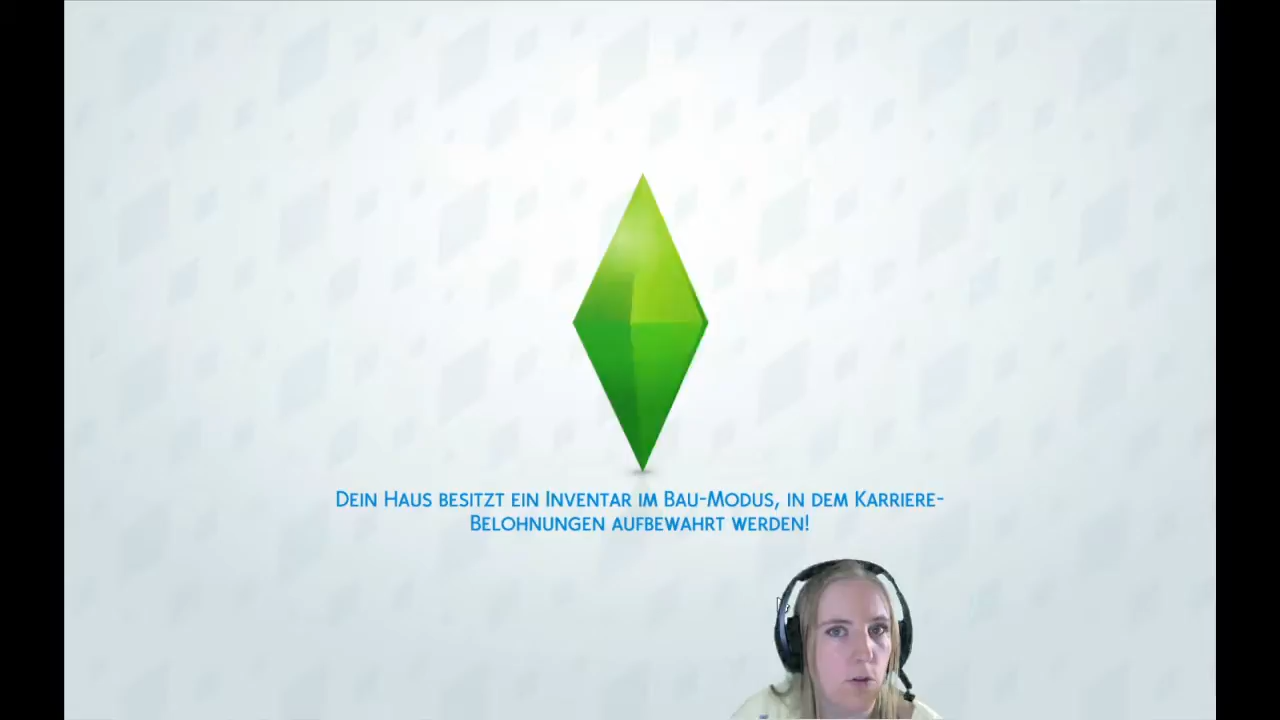 Dein Haus besitzt ein Inventar im Bau-Modus, in dem Karriere-
Belohnungen aufbewahrt werden!